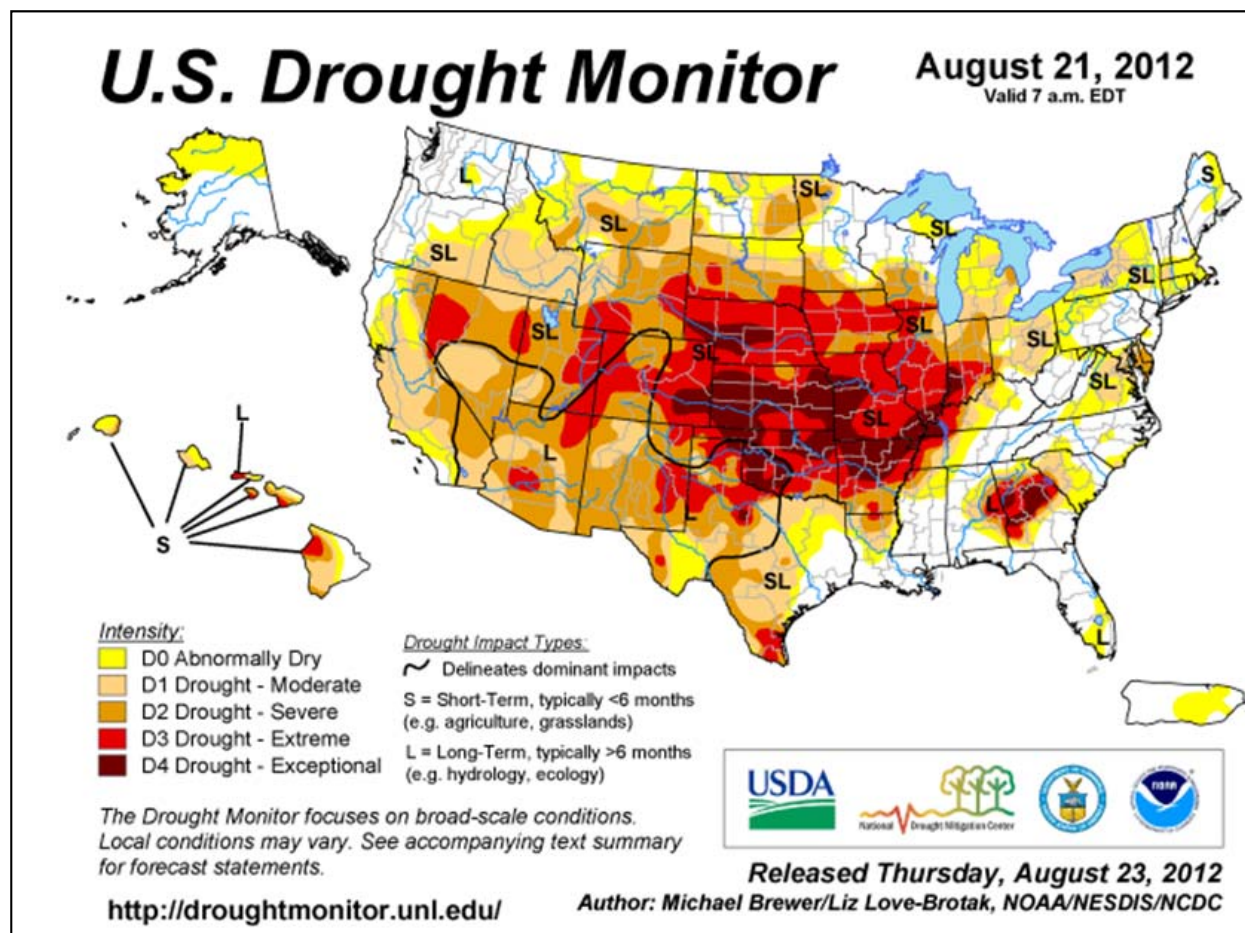 U.S. Drought Monitor
August 21, 2012
Valid 7 a.m. EDT
L
SL
SL
SL
SL
S
SL
SL
SL
SL
SL
SL
SL
SL
L
L
L
SL
L
L
S
Intensity:
D0 Abnormally Dry
D1 Drought - Moderate
D2 Drought - Severe
D3 Drought - Extreme
D4 Drought - Exceptional
Drought Impact Types:
Delineates dominant impacts
S = Short-Term, typically <6 months
(e.g. agriculture, grasslands)
L = Long-Term, typically >6 months
(e.g. hydrology, ecology)
USDA
National Drought Mitigation Center
NOAA
The Drought Monitor focuses on broad-scale conditions.
Local conditions may vary. See accompanying text summary
for forecast statements.
http://droughtmonitor.unl.edu/
Released Thursday, August 23, 2012
Author: Michael Brewer/Liz Love-Brotak, NOAA/NESDIS/NCDC